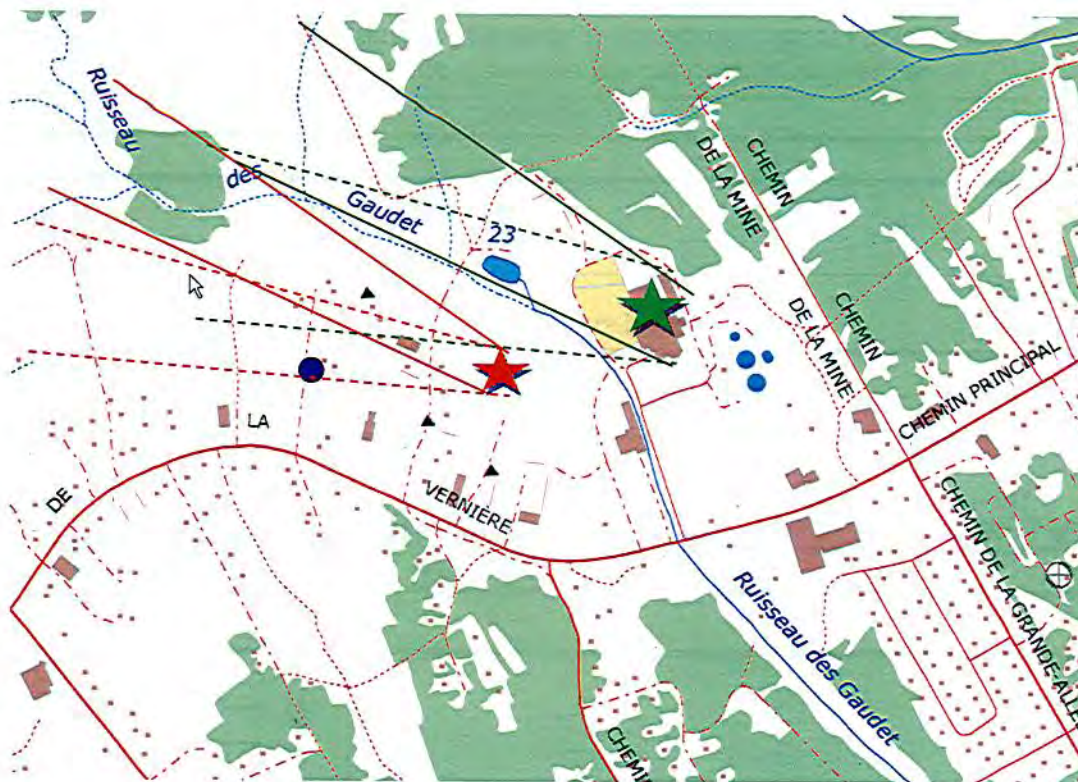 Ruisseau
des
Gaudet
23
CHEMIN
DE LA MINE
CHEMIN
DE LA MINE
CHEMIN PRINCIPAL
LA
DE
VERNIÈRE
CHEMIN DE LA GRANDE-ALLÉE
Ruisseau des Gaudet
CHEMIN